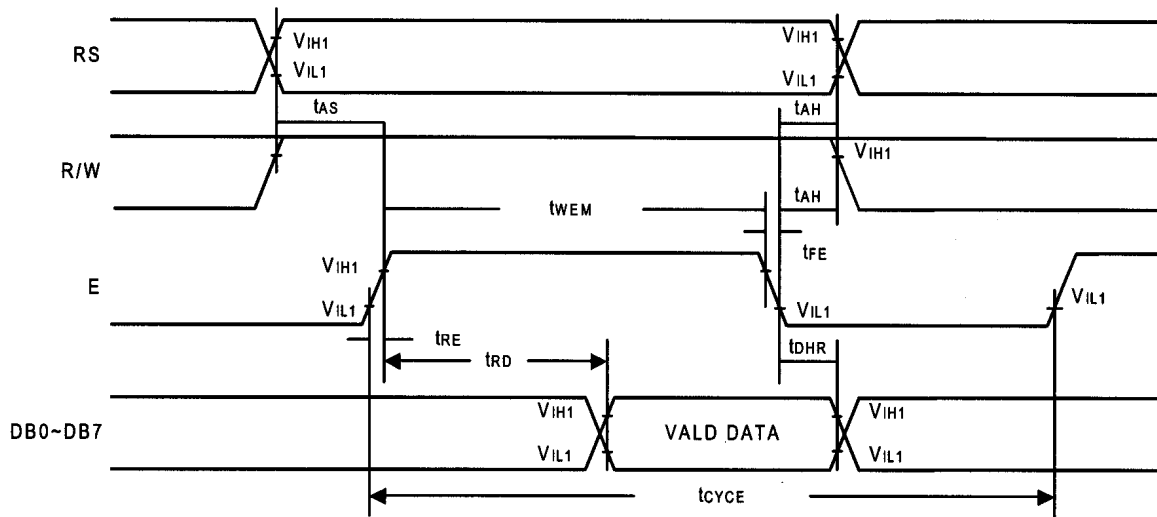 RS
VIH1
VIL1
VIH1
VIL1
tAS
tAH
R/W
VIH1
tWEM
tAH
tFE
E
VIH1
VIL1
VIL1
VIL1
tRE
tRD
tDHR
DB0~DB7
VIH1
VIL1
VALD DATA
VIH1
VIL1
tCYCE